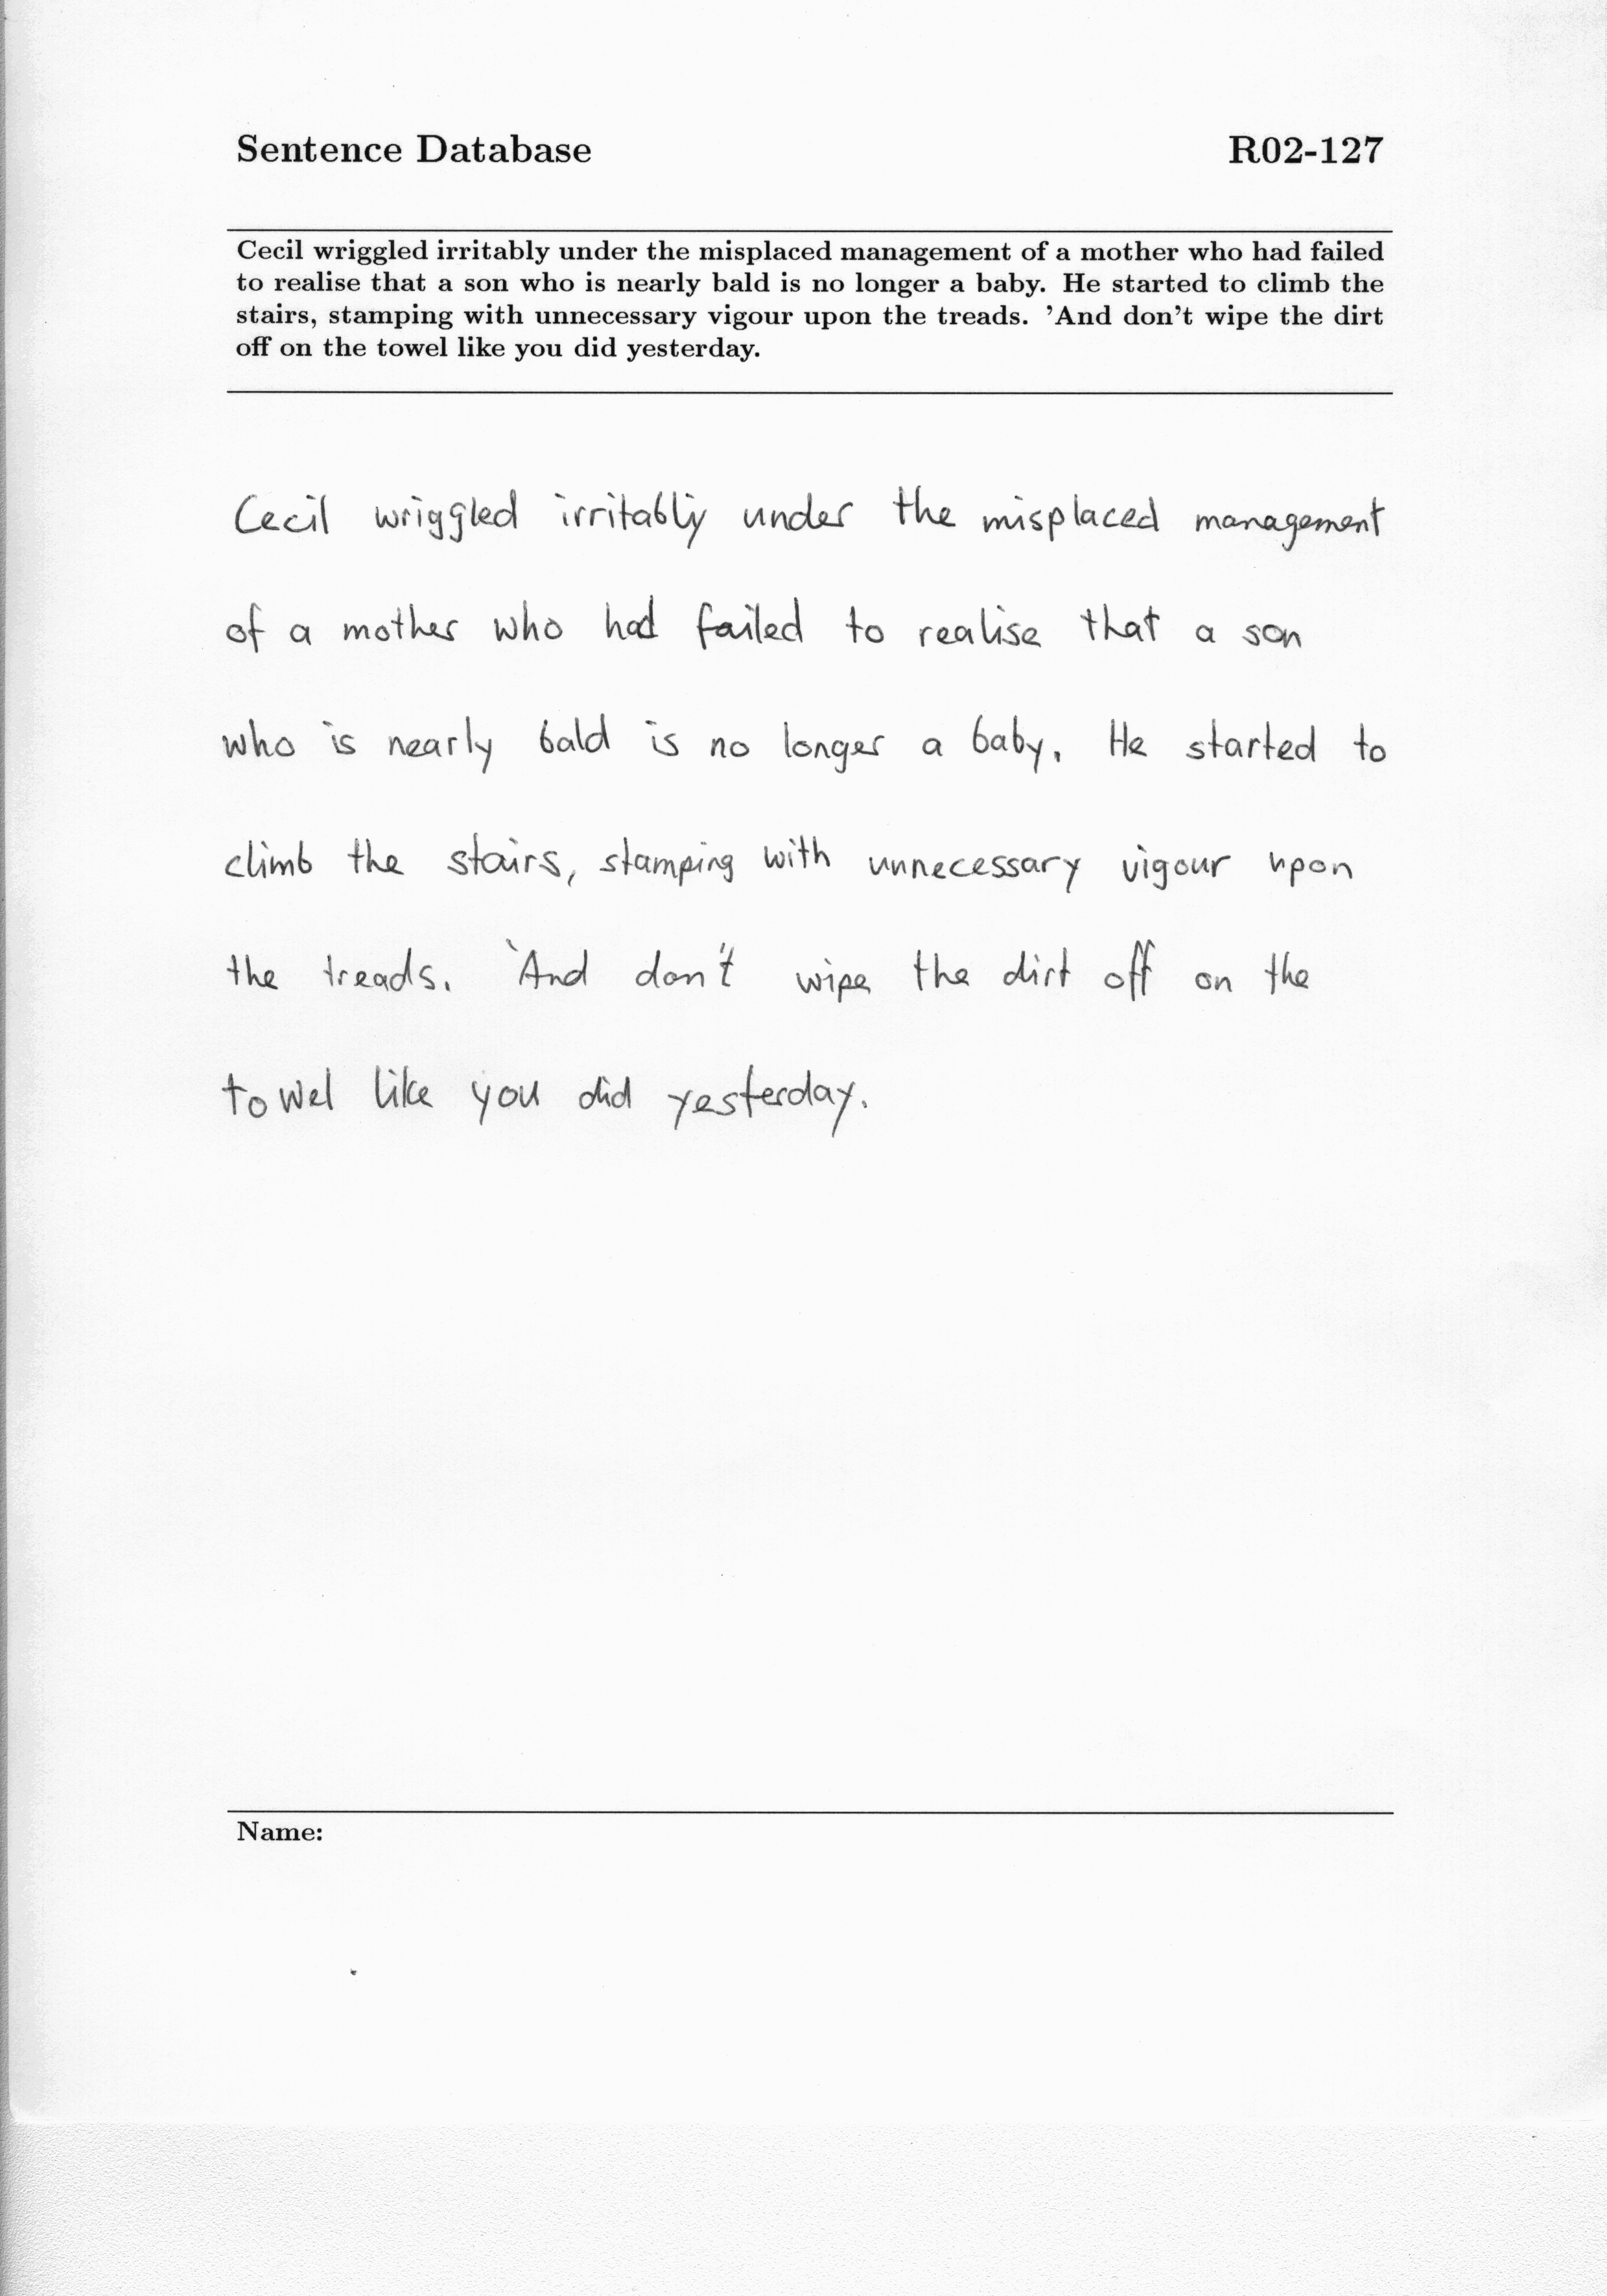 Sentence Database R02-127
Cecil wriggled irritably under the misplaced management of a mother who had failed
to realise that a son who is nearly bald is no longer a baby. He started to climb the
stairs, stamping with unnecessary vigour upon the treads. 'And don't wipe the dirt
off on the towel like you did yesterday.
Cecil wriggled irritably under the misplaced management
of a mother who had failed to realise that a son
who is nearly bald is no longer a baby. He started to
climb the stairs, stamping with unnecessary vigour upon
the treads. 'And don't wipe the dirt off on the
towel like you did yesterday.
Name: